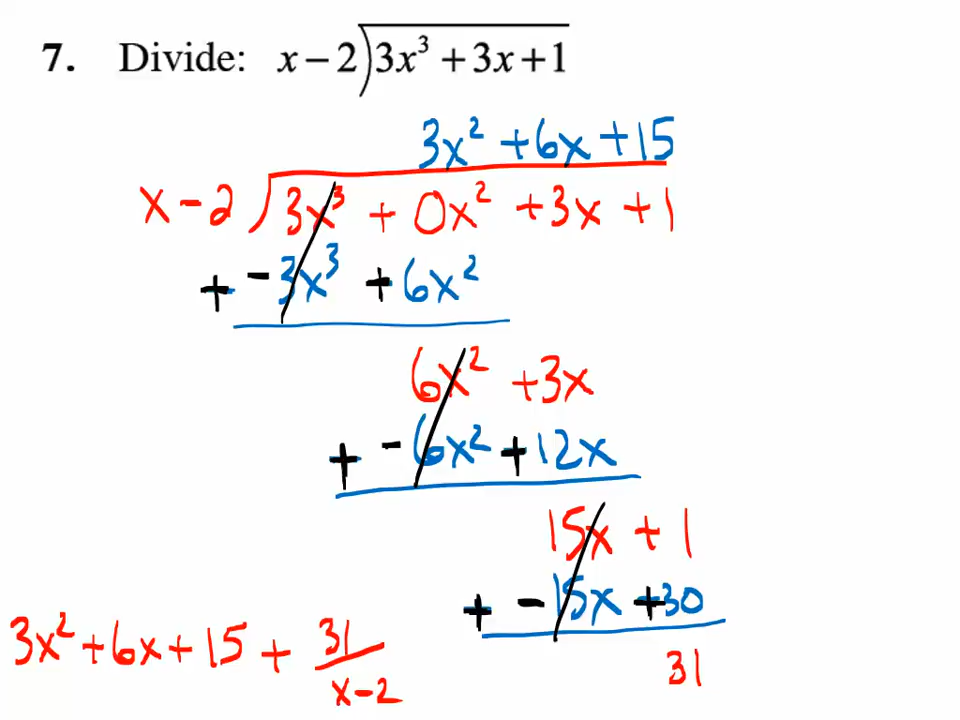 7. Divide: x − 2)3x³ + 3x + 1
3x² + 6x + 15
x − 2 )3x³ + 0x² + 3x + 1
+ − 3x³ + 6x²
6x² + 3x
+ − 6x² + 12x
15x + 1
+ − 15x + 30
3x² + 6x + 15 + 31/x−2
31